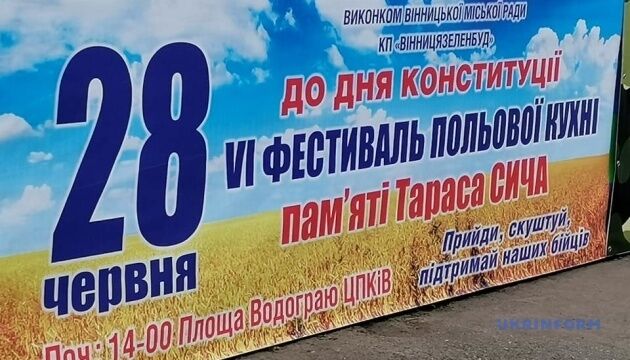 ВИКОНКОМ ВІННИЦЬКОЇ МІСЬКОЇ РАДИ
КП «ВІННИЦЯЗЕЛЕНБУД»
28
червня
ДО ДНЯ КОНСТИТУЦІЇ
VI ФЕСТИВАЛЬ ПОЛЬОВОЇ КУХНІ
пам'яті Тараса СИЧА
Прийди, скуштуй,
підтримай наших бійців
Поч.: 14-00 Площа Водограю ЦПКіВ
UKRINFORM